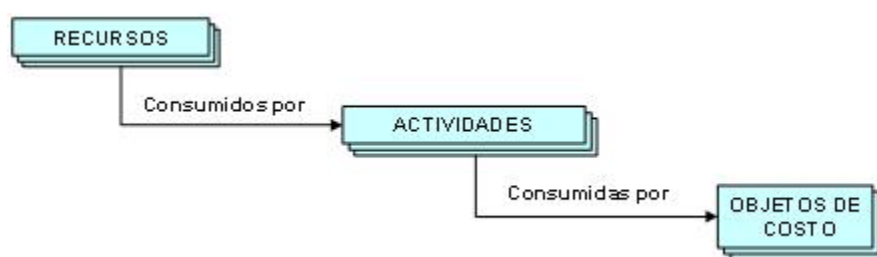 RECURSOS
Consumidos por
ACTIVIDADES
Consumidas por
OBJETOS DE
COSTO